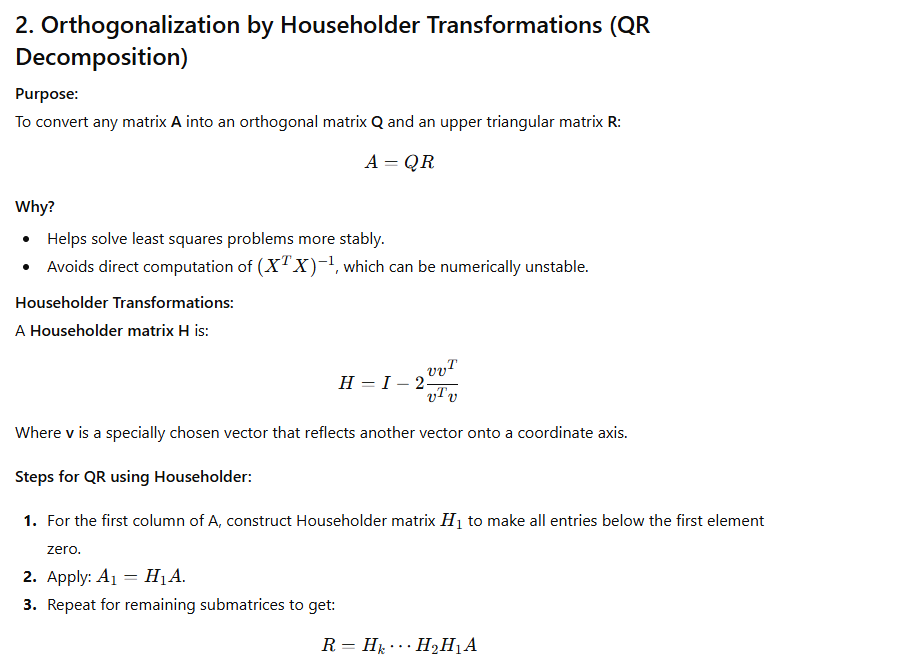 2. Orthogonalization by Householder Transformations (QR
Decomposition)
Purpose:
To convert any matrix A into an orthogonal matrix Q and an upper triangular matrix R:
A = QR
Why?
• Helps solve least squares problems more stably.
• Avoids direct computation of (X^T X)^{-1}, which can be numerically unstable.
Householder Transformations:
A Householder matrix H is:
H = I − 2 \frac{vv^T}{v^T v}
Where v is a specially chosen vector that reflects another vector onto a coordinate axis.
Steps for QR using Householder:
1. For the first column of A, construct Householder matrix H_1 to make all entries below the first element
zero.
2. Apply: A_1 = H_1 A.
3. Repeat for remaining submatrices to get:
R = H_k ⋯ H_2 H_1 A